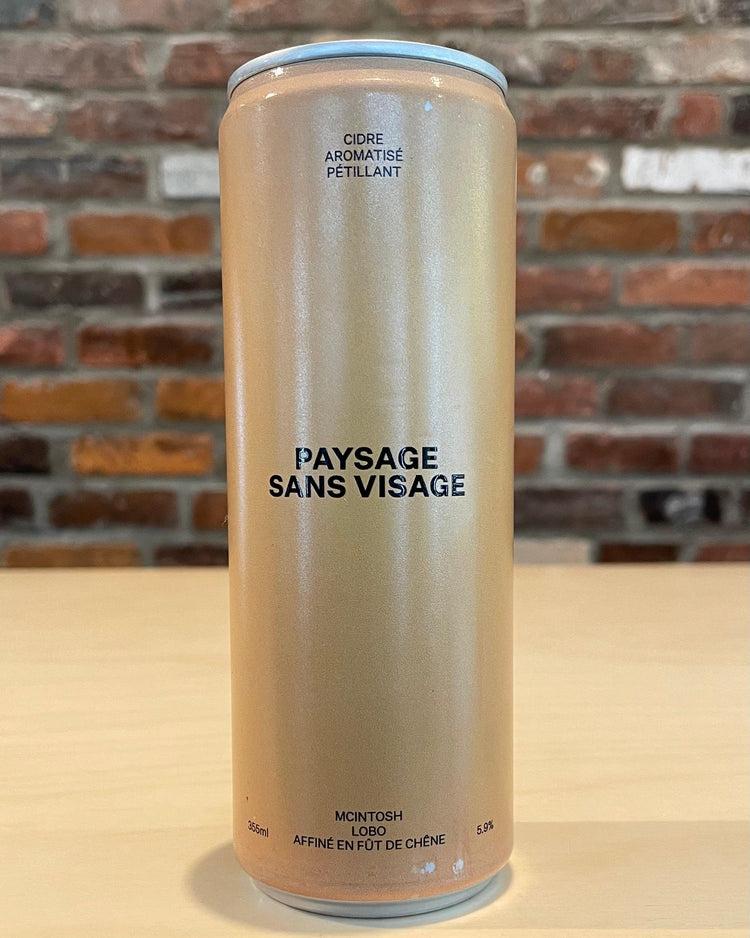 CIDRE
AROMATISÉ
PÉTILLANT
PAYSAGE
SANS VISAGE
MCINTOSH
LOBO
AFFINÉ EN FÛT DE CHÊNE
355ml
5.9%